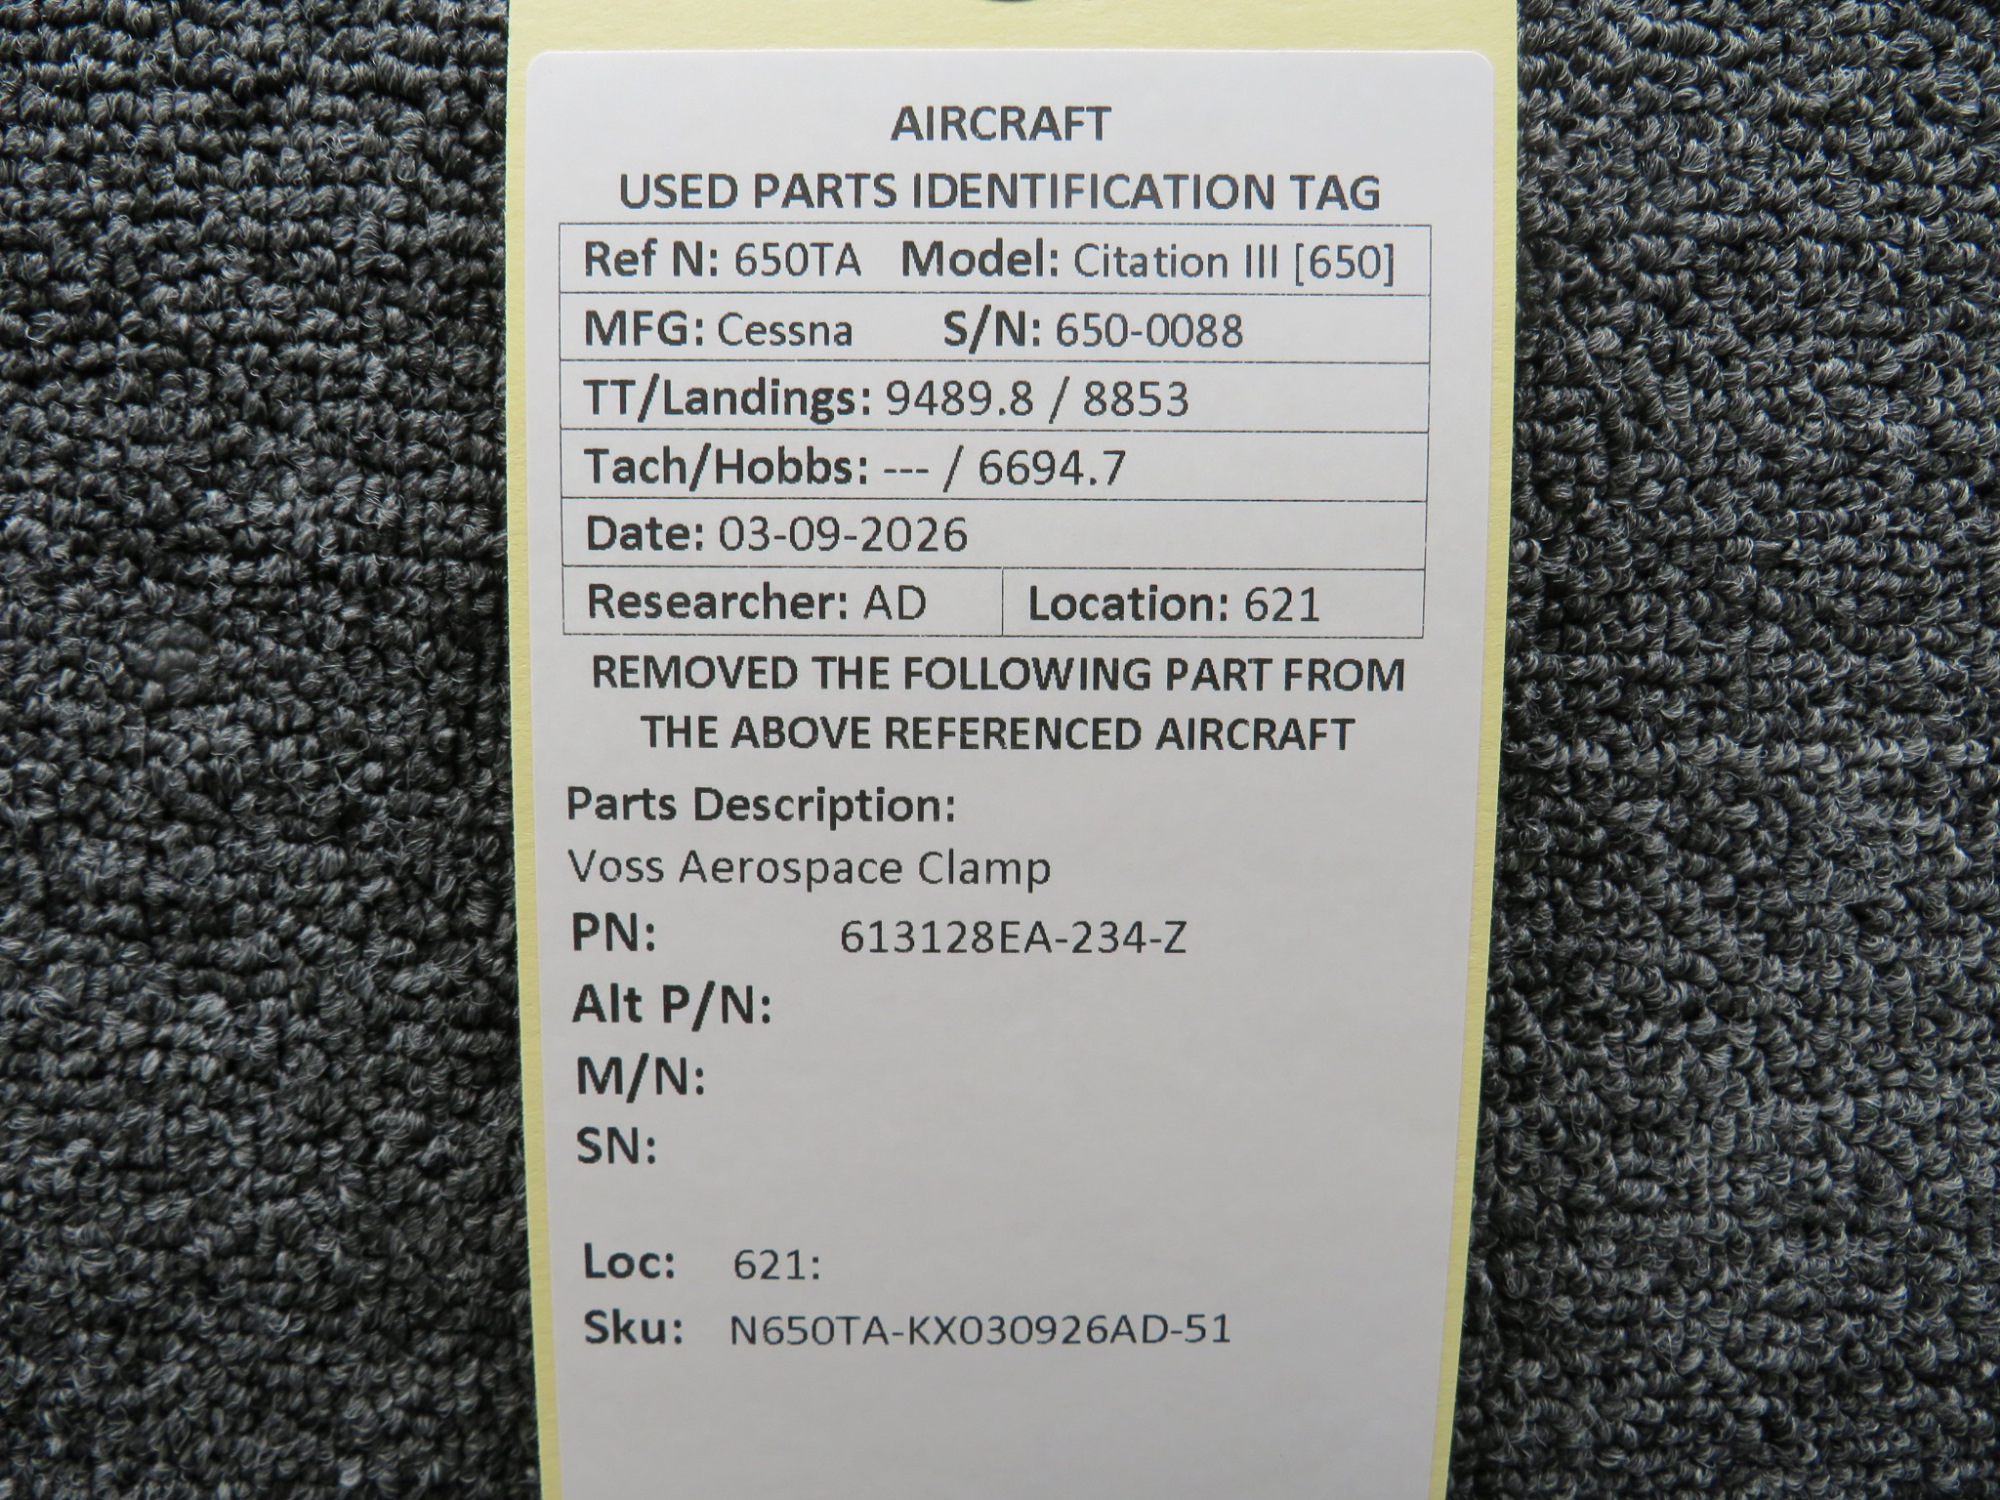 AIRCRAFT
USED PARTS IDENTIFICATION TAG
Ref N: 650TA Model: Citation III [650]
MFG: Cessna S/N: 650-0088
TT/Landings: 9489.8 / 8853
Tach/Hobbs: --- / 6694.7
Date: 03-09-2026
Researcher: AD Location: 621
REMOVED THE FOLLOWING PART FROM
THE ABOVE REFERENCED AIRCRAFT
Parts Description:
Voss Aerospace Clamp
PN: 613128EA-234-Z
Alt P/N:
M/N:
SN:
Loc: 621:
Sku: N650TA-KX030926AD-51